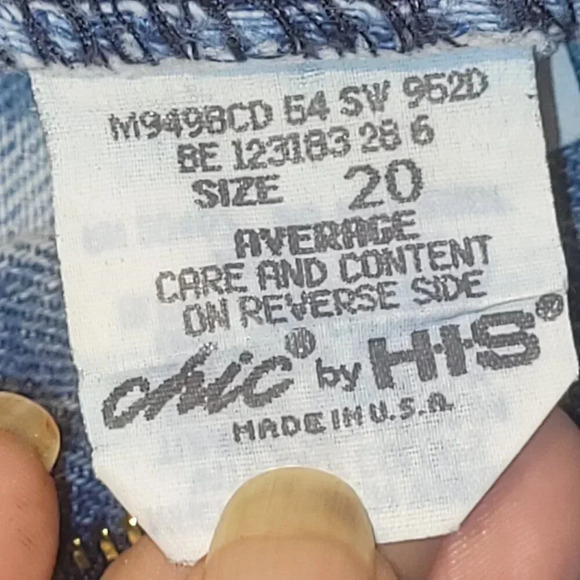 M9498CD 54 SW 952D
BE 123183 28 6
SIZE 20
AVERAGE
CARE AND CONTENT
ON REVERSE SIDE
chic® by H·I·S®
MADE IN U.S.A.